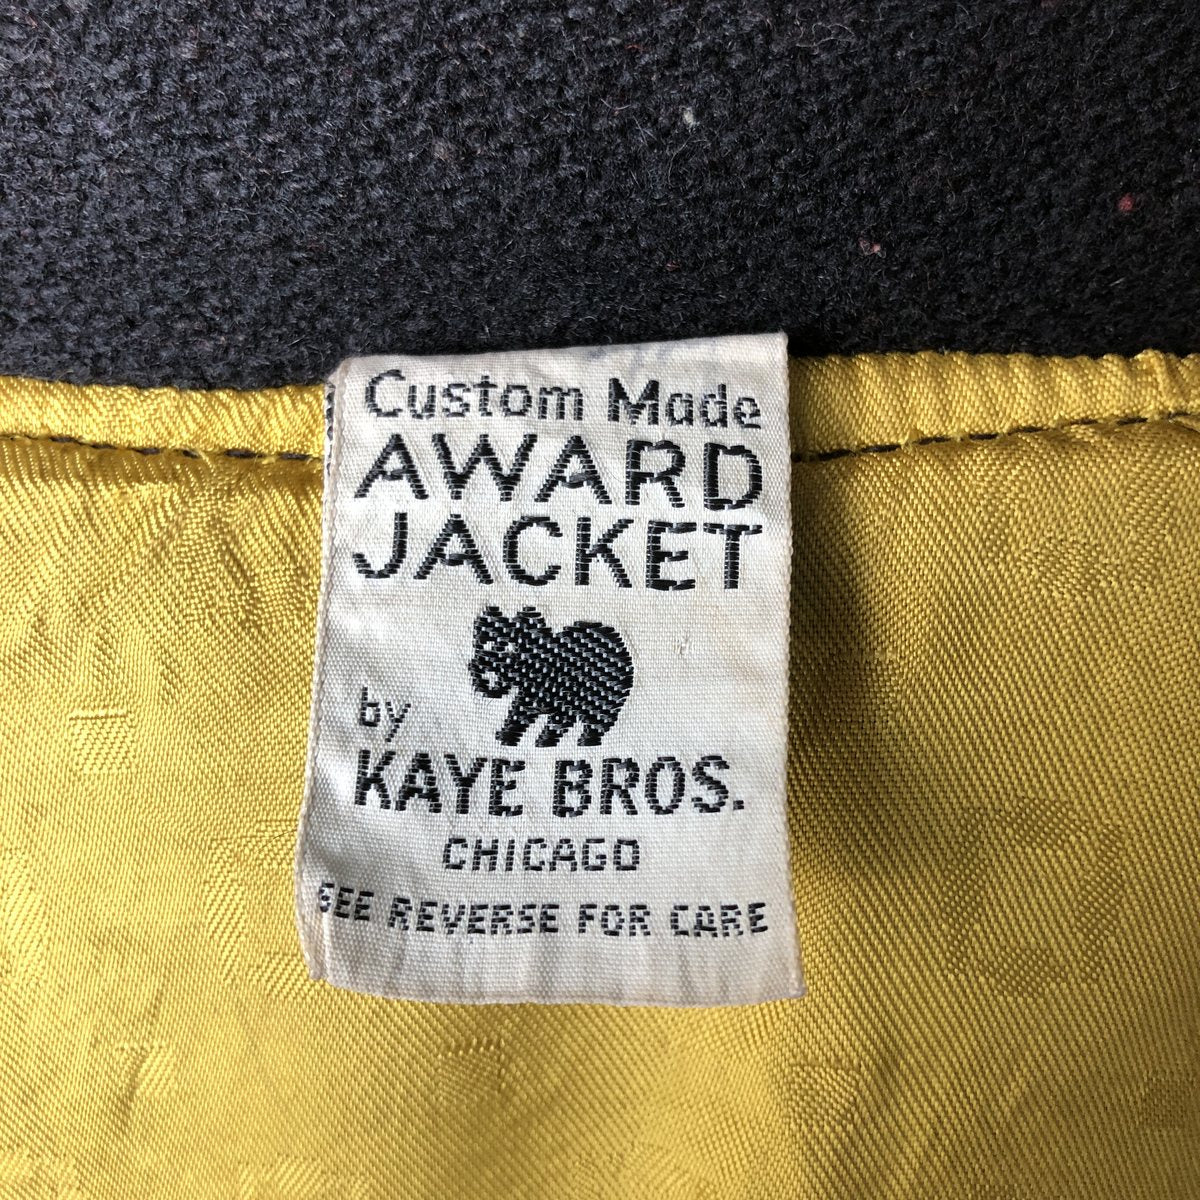 Custom Made
AWARD
JACKET
by
KAYE BROS.
CHICAGO
SEE REVERSE FOR CARE